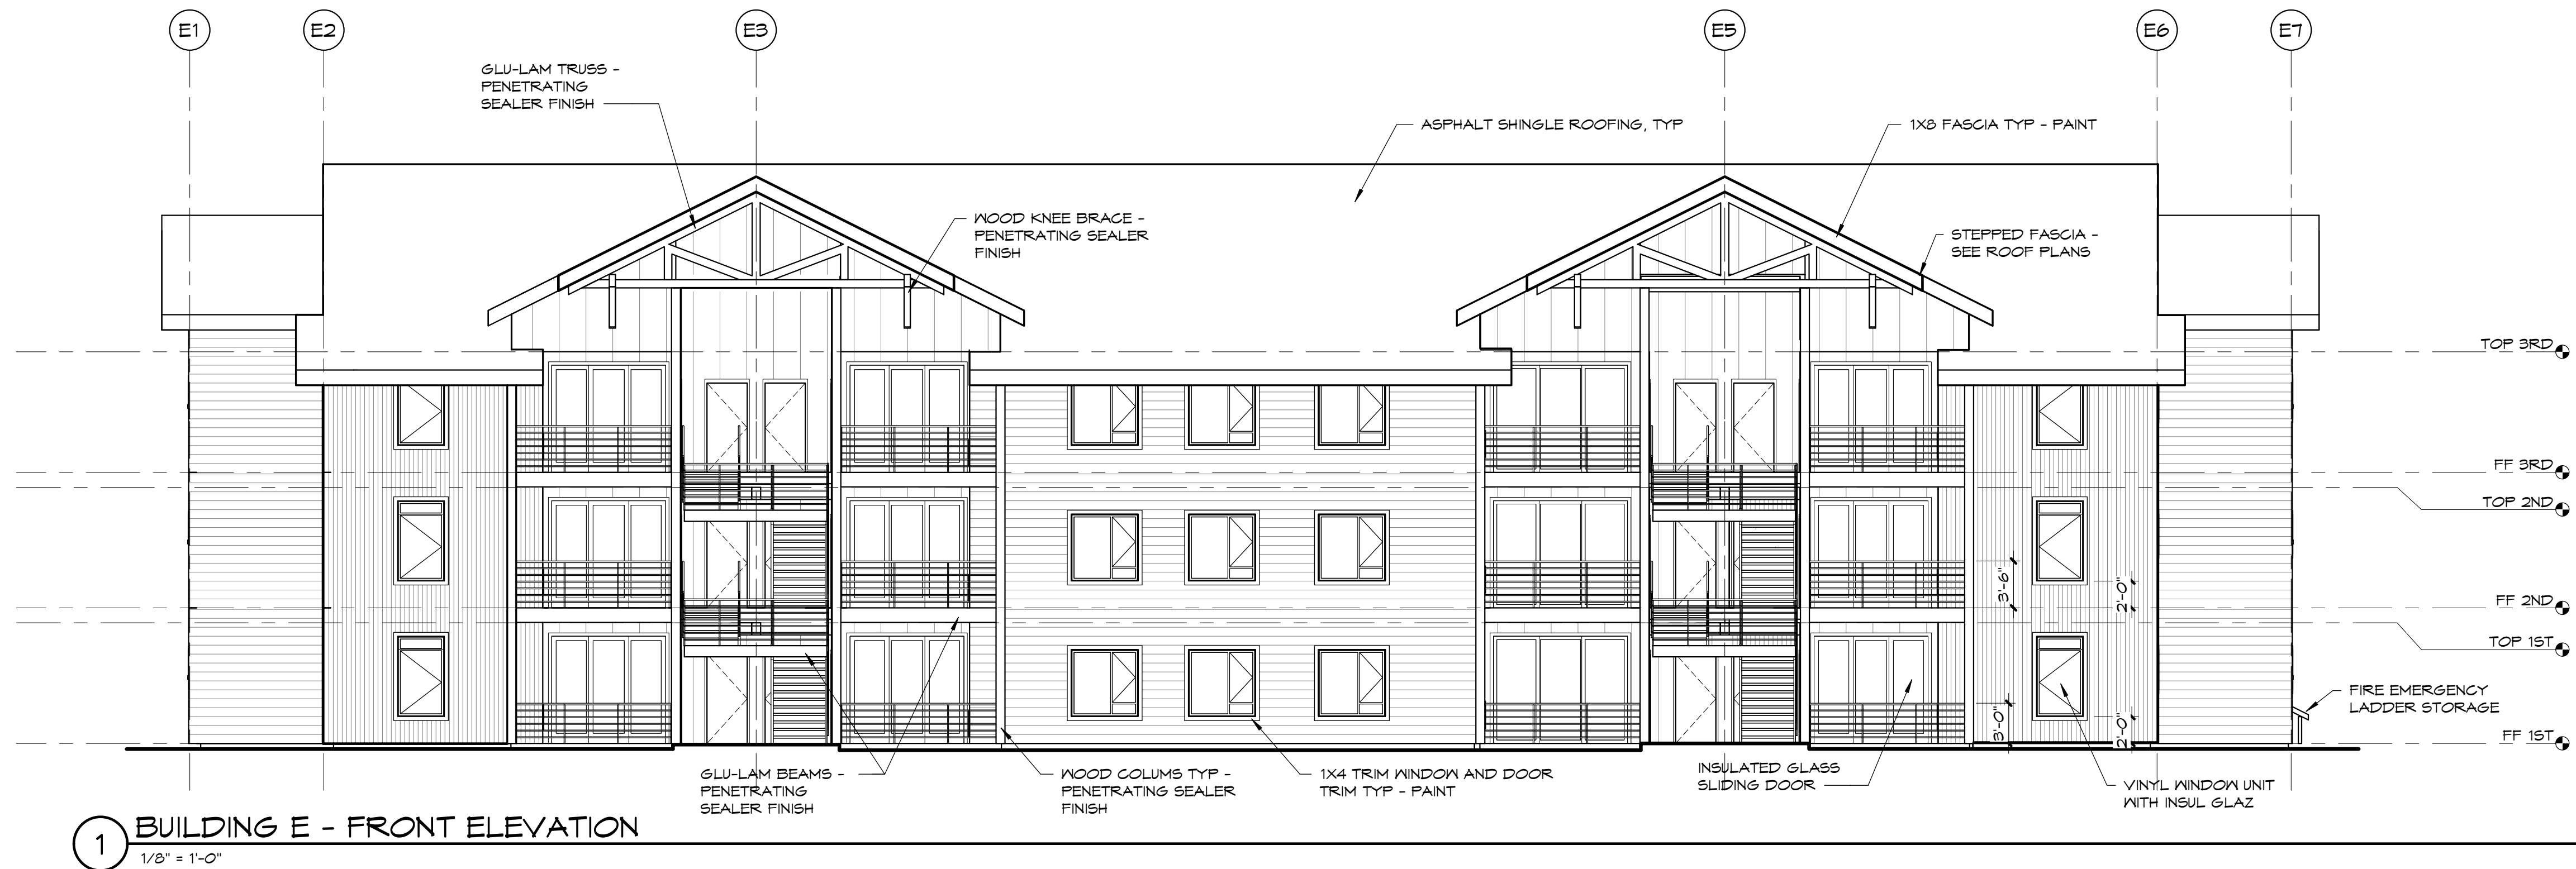 E1
E2
E3
E5
E6
E7
GLU-LAM TRUSS -
PENETRATING
SEALER FINISH
ASPHALT SHINGLE ROOFING, TYP
1X8 FASCIA TYP - PAINT
WOOD KNEE BRACE -
PENETRATING SEALER
FINISH
STEPPED FASCIA -
SEE ROOF PLANS
TOP 3RD
FF 3RD
TOP 2ND
3'-6"
2'-0"
FF 2ND
TOP 1ST
FIRE EMERGENCY
LADDER STORAGE
3'-0"
2'-0"
FF 1ST
GLU-LAM BEAMS -
PENETRATING
SEALER FINISH
WOOD COLUMS TYP -
PENETRATING SEALER
FINISH
1X4 TRIM WINDOW AND DOOR
TRIM TYP - PAINT
INSULATED GLASS
SLIDING DOOR
VINYL WINDOW UNIT
WITH INSUL GLAZ
1
BUILDING E - FRONT ELEVATION
1/8" = 1'-0"